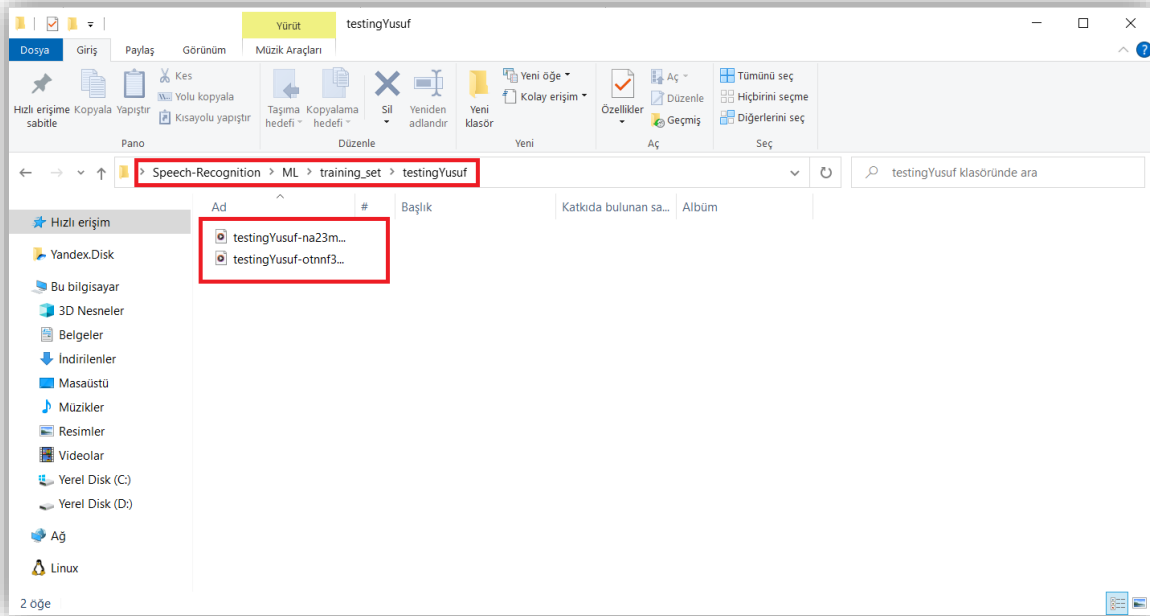 Yürüt testingYusuf
Dosya Giriş Paylaş Görünüm Müzik Araçları
Hızlı erişime sabitle
Kopyala
Yapıştır
Kes
Yolu kopyala
Kısayolu yapıştır
Pano
Taşıma hedefi
Kopyalama hedefi
Sil
Yeniden adlandır
Düzenle
Yeni klasör
Yeni öğe
Kolay erişim
Yeni
Özellikler
Aç
Düzenle
Geçmiş
Aç
Tümünü seç
Hiçbirini seçme
Diğerlerini seç
Seç
Speech-Recognition > ML > training_set > testingYusuf
testingYusuf klasöründe ara
Ad # Başlık Katkıda bulunan sa... Albüm
testingYusuf-na23m...
testingYusuf-otnnf3...
Hızlı erişim
Yandex.Disk
Bu bilgisayar
3D Nesneler
Belgeler
İndirilenler
Masaüstü
Müzikler
Resimler
Videolar
Yerel Disk (C:)
Yerel Disk (D:)
Ağ
Linux
2 öğe